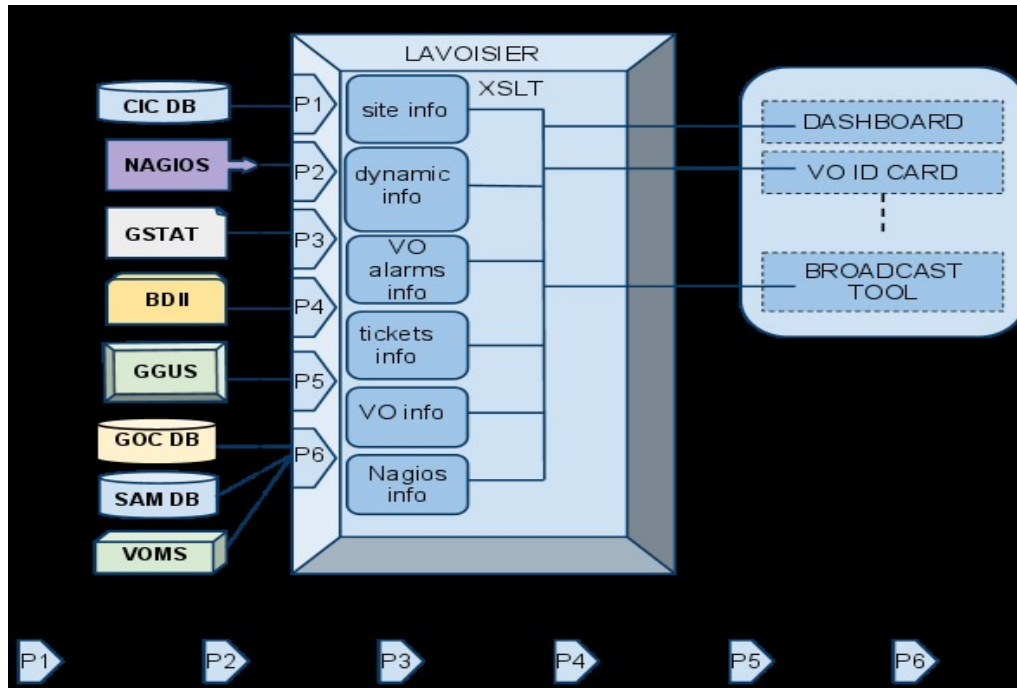 LAVOISIER
XSLT
CIC DB
NAGIOS
GSTAT
BDII
GGUS
GOC DB
SAM DB
VOMS
P1
P2
P3
P4
P5
P6
site info
dynamic
info
VO
alarms
info
tickets
info
VO info
Nagios
info
DASHBOARD
VO ID CARD
BROADCAST
TOOL
P1
P2
P3
P4
P5
P6